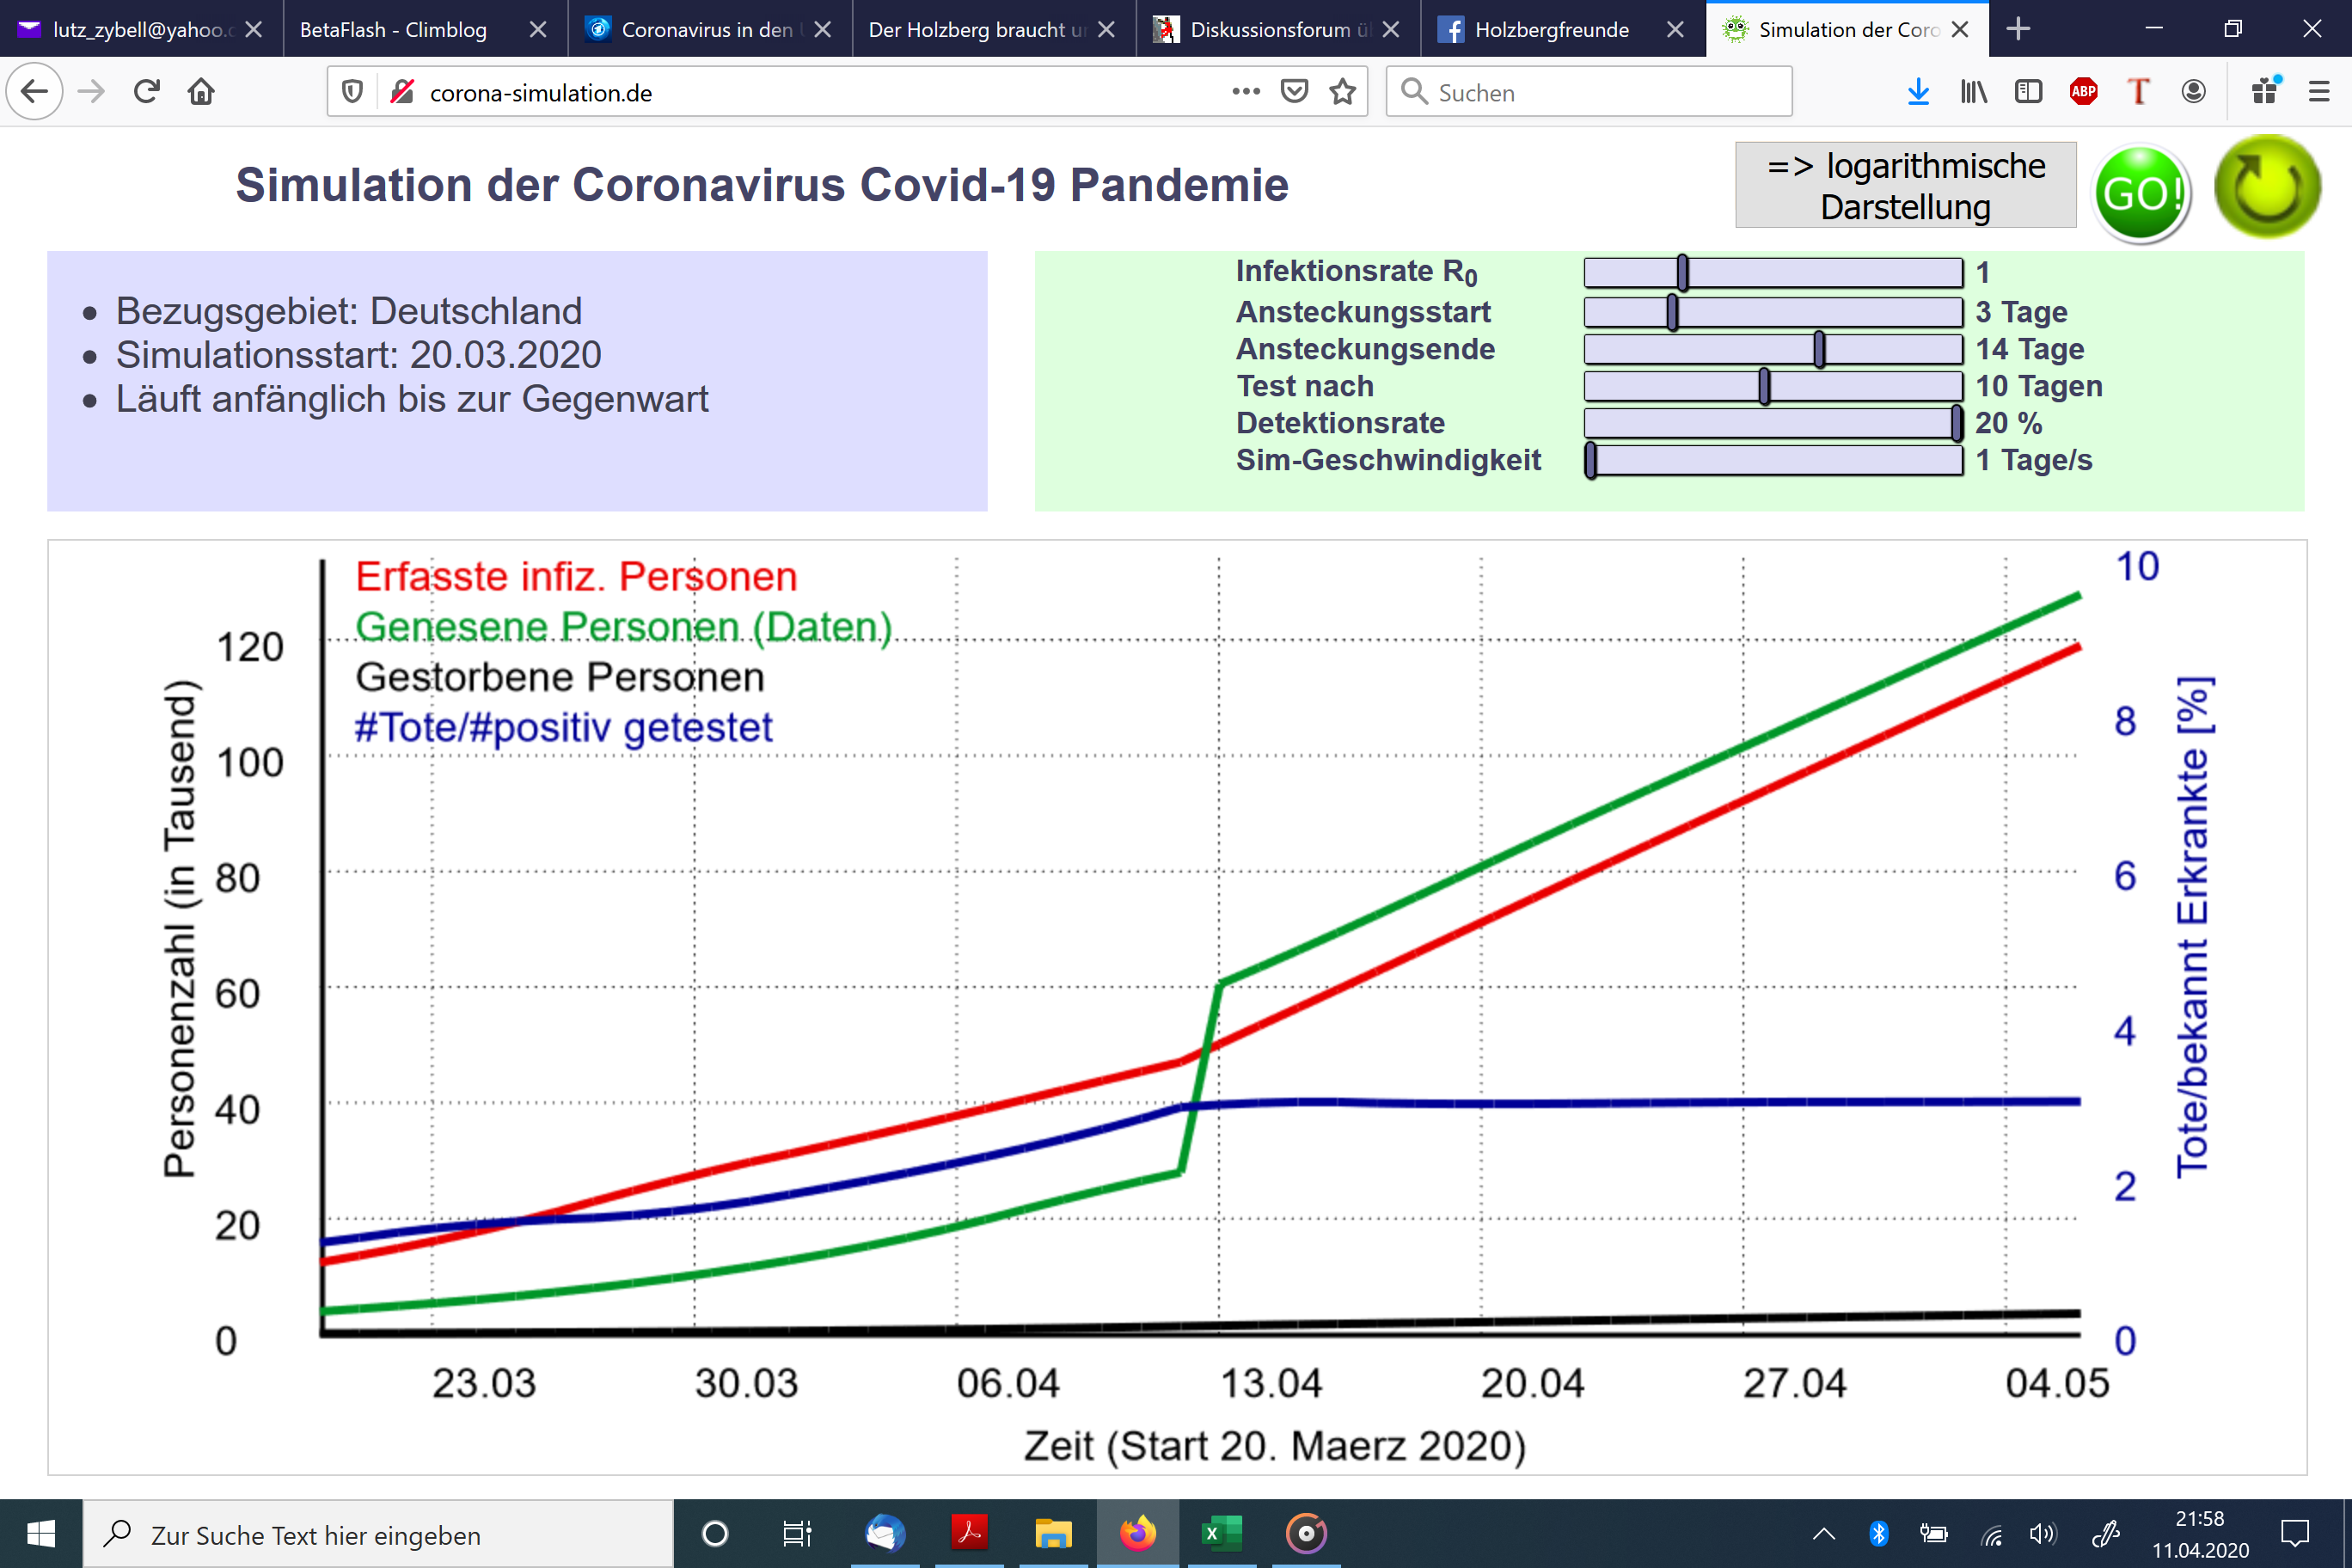 lutz_zybell@yahoo.
BetaFlash - Climblog
Coronavirus in den
Der Holzberg braucht u
Diskussionsforum ü
Holzbergfreunde
Simulation der Coro
corona-simulation.de
Suchen
ABP
T
Simulation der Coronavirus Covid-19 Pandemie
=> logarithmische
Darstellung
GO!
• Bezugsgebiet: Deutschland
• Simulationsstart: 20.03.2020
• Läuft anfänglich bis zur Gegenwart
Infektionsrate R0 1
Ansteckungsstart 3 Tage
Ansteckungsende 14 Tage
Test nach 10 Tagen
Detektionsrate 20 %
Sim-Geschwindigkeit 1 Tage/s
Erfasste infiz. Personen
Genesene Personen (Daten)
Gestorbene Personen
#Tote/#positiv getestet
Personenzahl (in Tausend)
120
100
80
60
40
20
0
10
8
6
4
2
0
Tote/bekannt Erkrankte [%]
23.03 30.03 06.04 13.04 20.04 27.04 04.05
Zeit (Start 20. Maerz 2020)
Zur Suche Text hier eingeben
21:58
11.04.2020